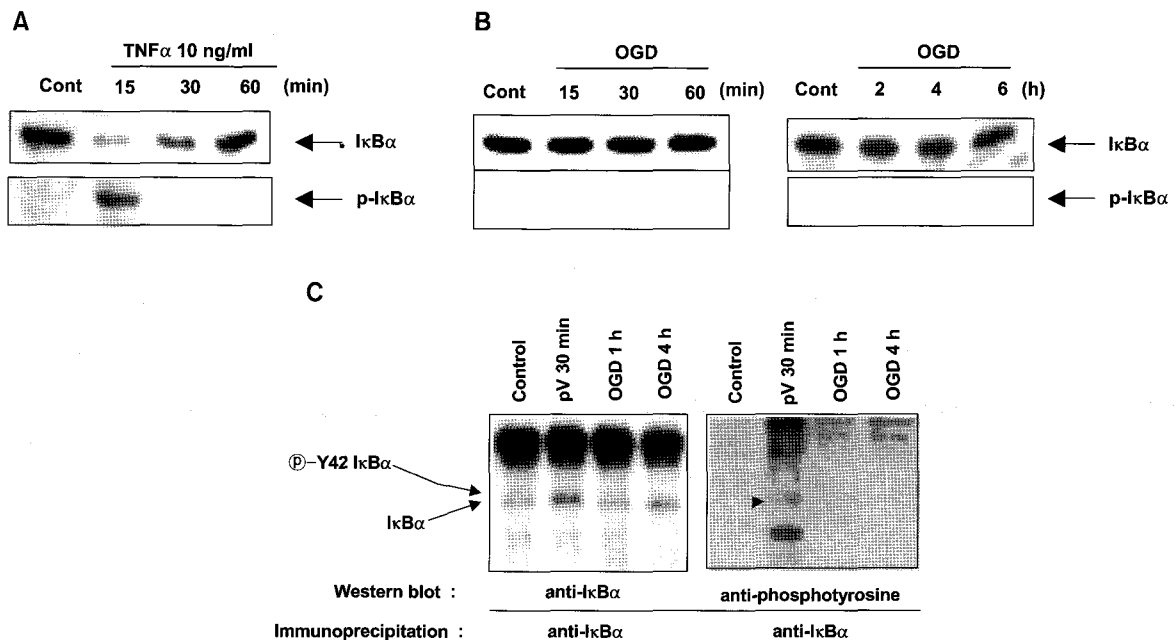 A
TNFα 10 ng/ml
Cont 15 30 60 (min)
IκBα
p-IκBα
B
OGD
Cont 15 30 60 (min)
OGD
Cont 2 4 6 (h)
IκBα
p-IκBα
C
Control
pV 30 min
OGD 1 h
OGD 4 h
Control
pV 30 min
OGD 1 h
OGD 4 h
ⓟ–Y42 IκBα
IκBα
Western blot : anti-IκBα anti-phosphotyrosine
Immunoprecipitation : anti-IκBα anti-IκBα